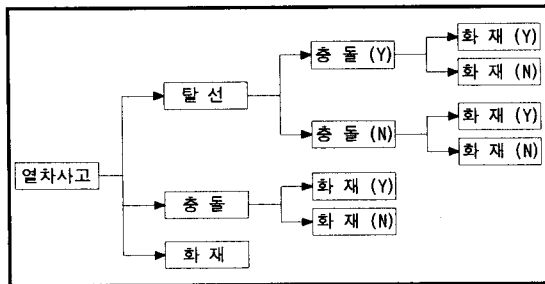 화 재 (Y)
충 돌 (Y)
화 재 (N)
탈 선
화 재 (Y)
충 돌 (N)
화 재 (N)
열차사고
화 재 (Y)
충 돌
화 재 (N)
화 재